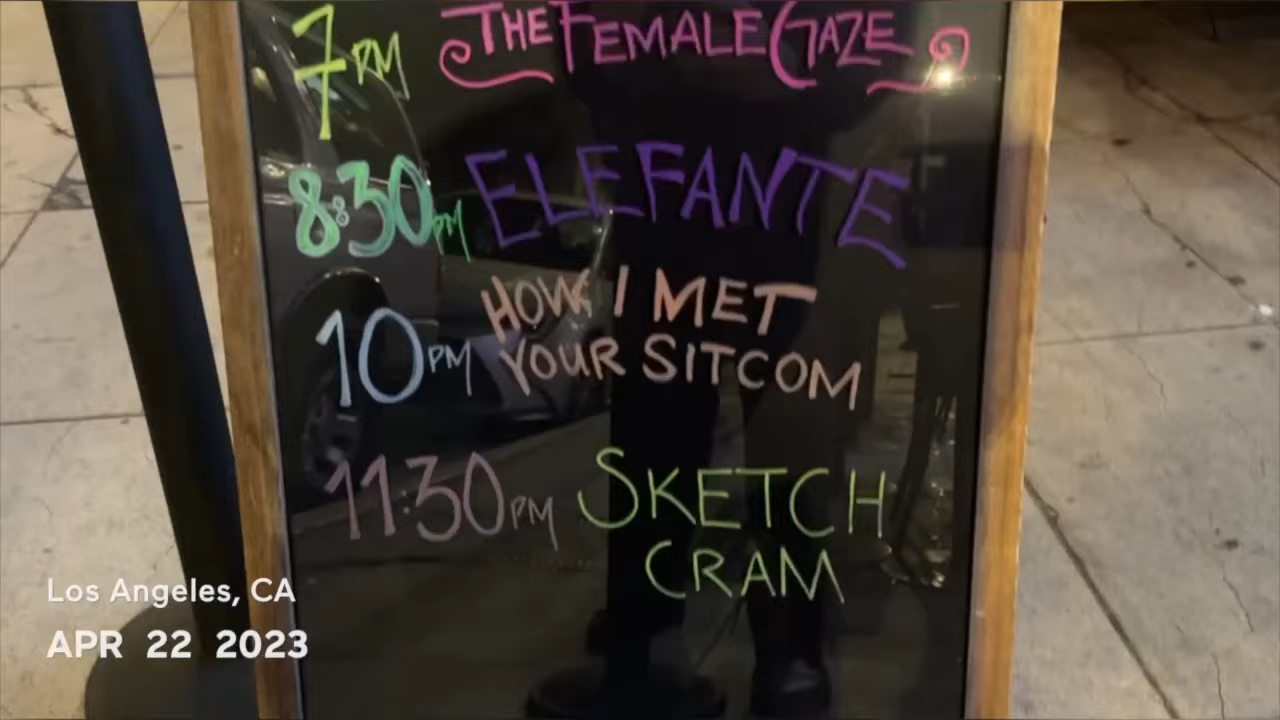 7PM THE FEMALE GAZE
8:30PM ELEFANTE
10PM HOW I MET
YOUR SITCOM
11:30PM SKETCH
CRAM
Los Angeles, CA
APR 22 2023